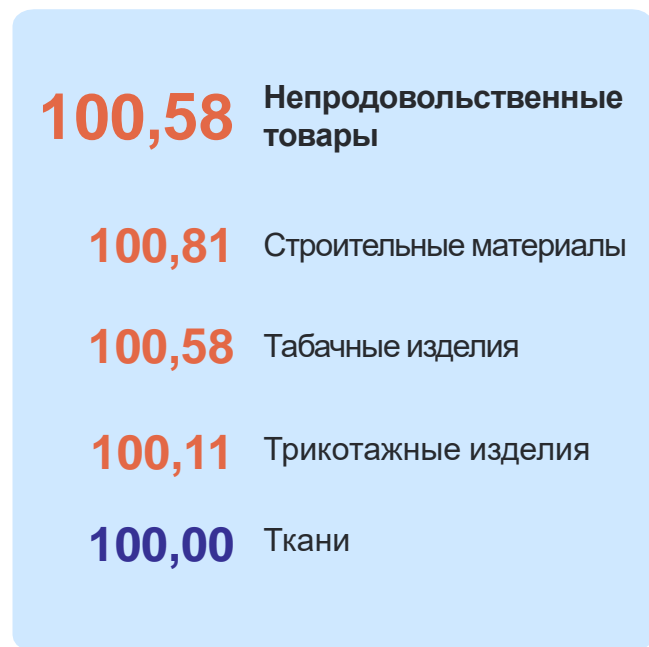 100,58 Непродовольственные
товары
100,81 Строительные материалы
100,58 Табачные изделия
100,11 Трикотажные изделия
100,00 Ткани